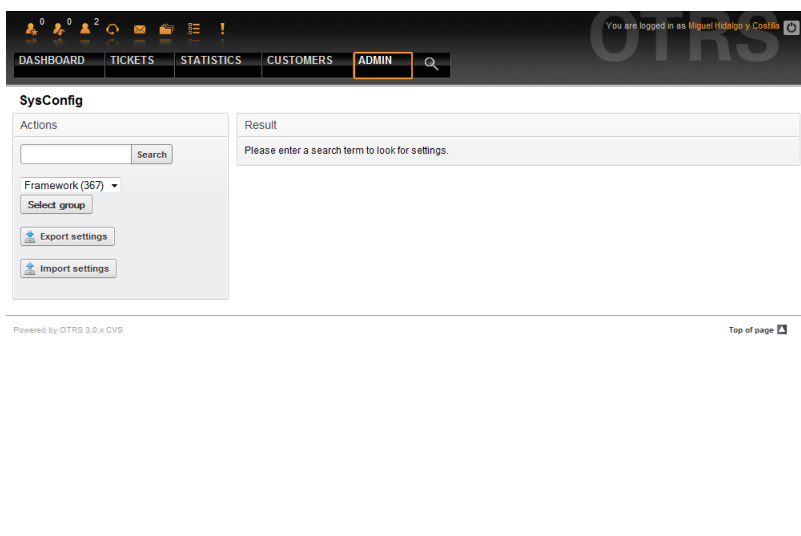 0 0 2 !
You are logged in as Miguel Hidalgo y Costilla
OTRS
DASHBOARD TICKETS STATISTICS CUSTOMERS ADMIN
SysConfig
Actions
Search
Framework (367)
Select group
Export settings
Import settings
Result
Please enter a search term to look for settings.
Powered by OTRS 3.0.x CVS
Top of page